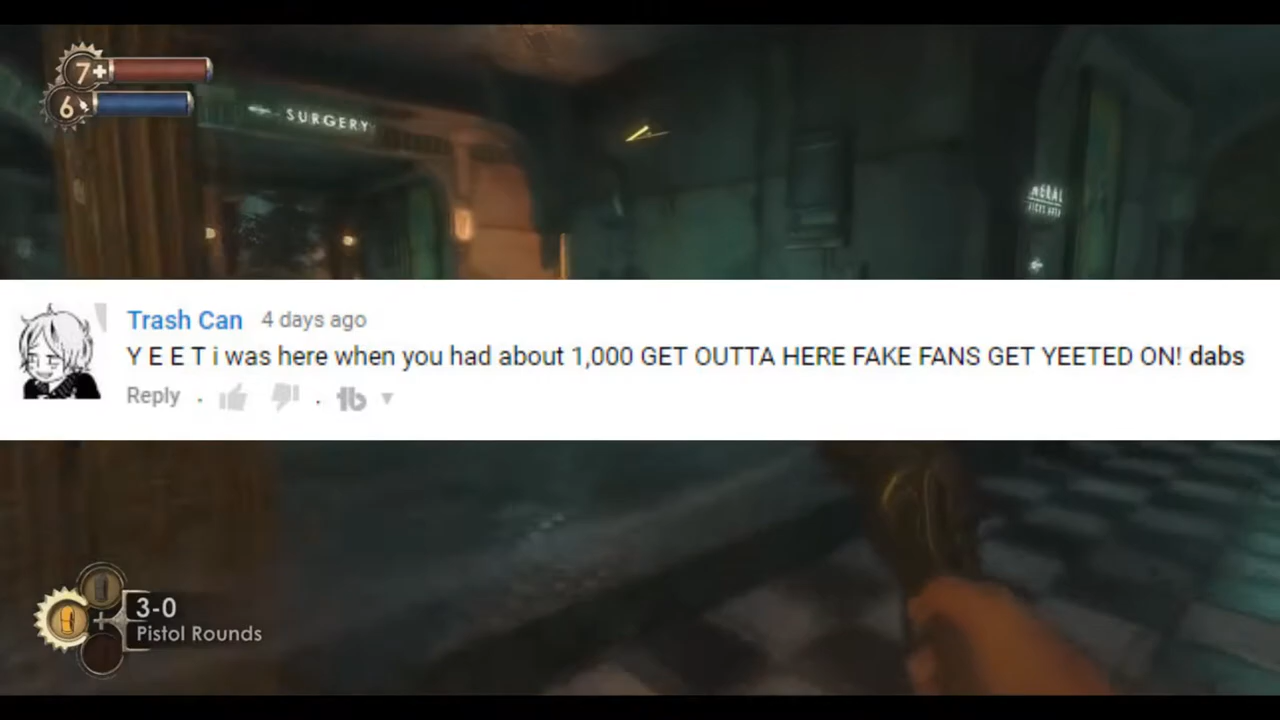 7
6
SURGERY
Trash Can 4 days ago
Y E E T i was here when you had about 1,000 GET OUTTA HERE FAKE FANS GET YEETED ON! dabs
Reply
3-0
Pistol Rounds